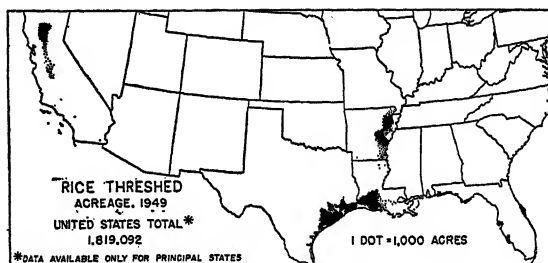 RICE THRESHED
ACREAGE, 1949
UNITED STATES TOTAL*
1,819,092
*DATA AVAILABLE ONLY FOR PRINCIPAL STATES
1 DOT = 1,000 ACRES